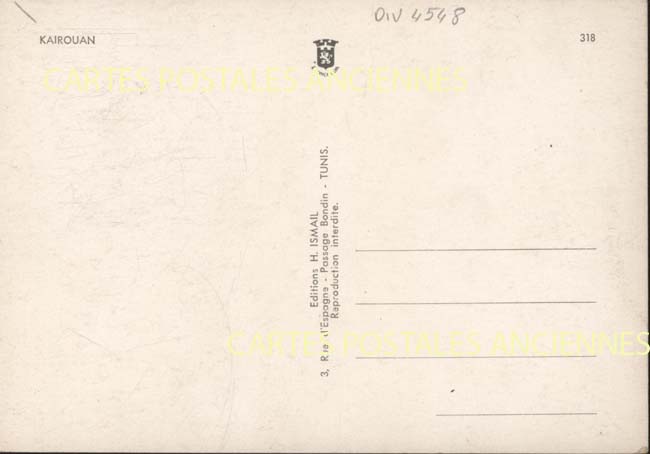 DIV 4548
KAIROUAN
318
CARTES POSTALES ANCIENNES
Editions H. ISMAIL
3, Rue d'Espagne - Passage Bondin - TUNIS.
Reproduction interdite.
CARTES POSTALES ANCIENNES